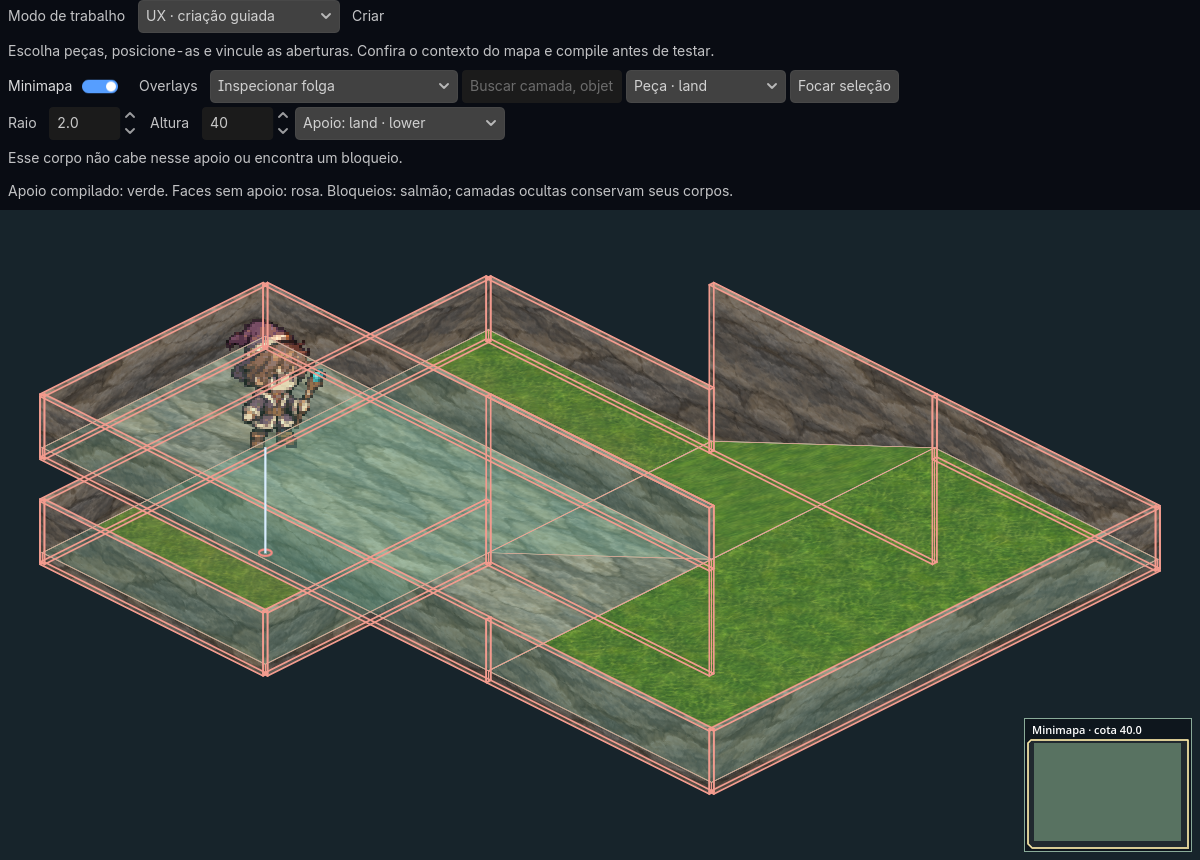 Modo de trabalho UX · criação guiada Criar
Escolha peças, posicione-as e vincule as aberturas. Confira o contexto do mapa e compile antes de testar.
Minimapa Overlays Inspecionar folga Buscar camada, objet Peça · land Focar seleção
Raio 2.0 Altura 40 Apoio: land · lower
Esse corpo não cabe nesse apoio ou encontra um bloqueio.
Apoio compilado: verde. Faces sem apoio: rosa. Bloqueios: salmão; camadas ocultas conservam seus corpos.
Minimapa · cota 40.0